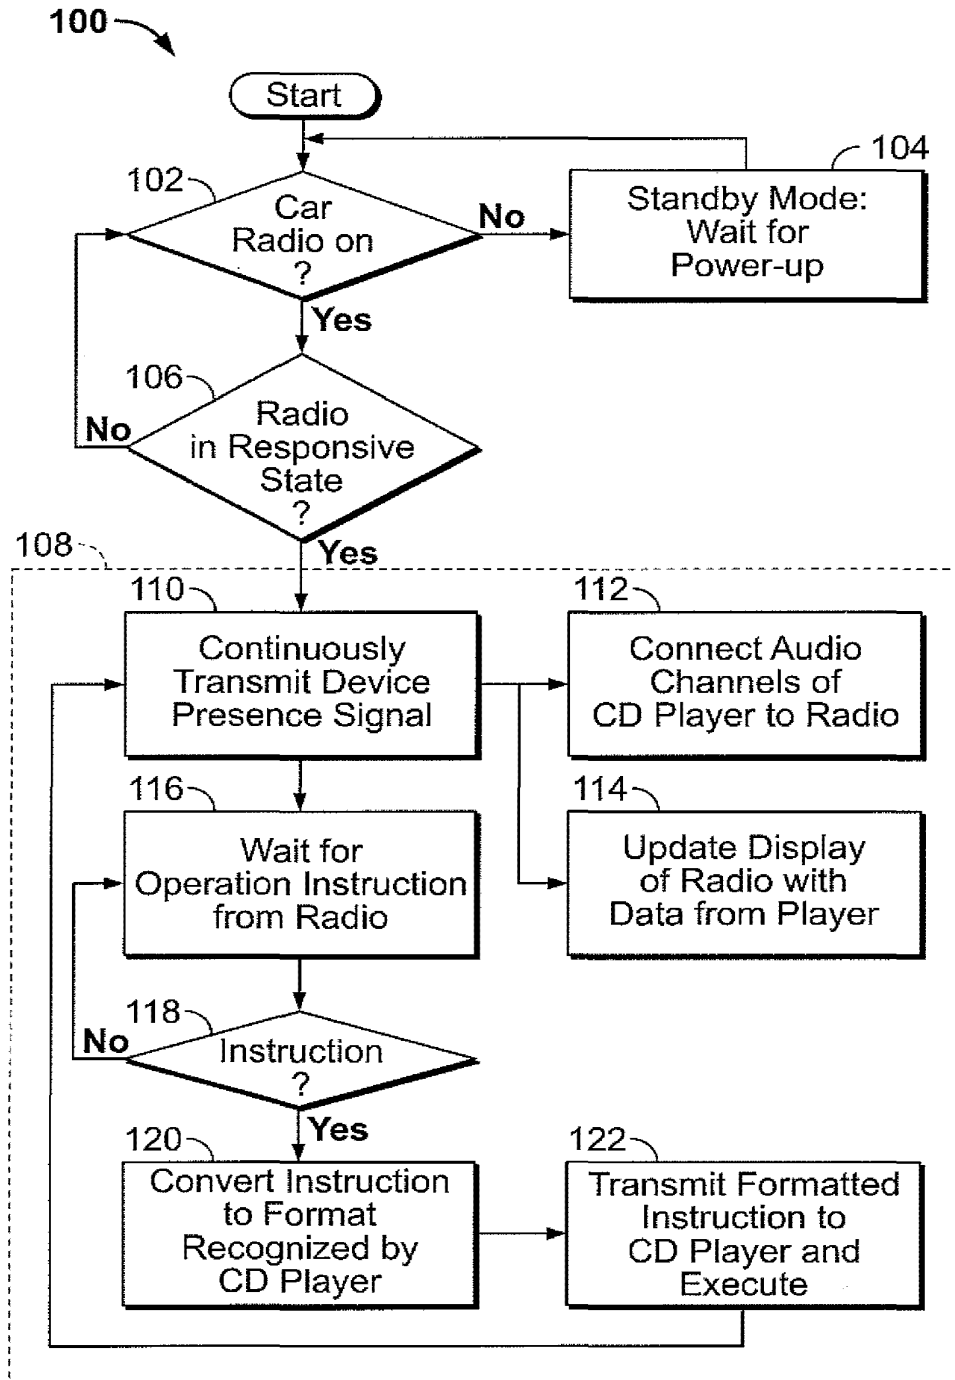 100
Start
102
Car
Radio on
?
No
104
Standby Mode:
Wait for
Power-up
Yes
106
Radio
in Responsive
State
?
No
Yes
108
110
Continuously
Transmit Device
Presence Signal
112
Connect Audio
Channels of
CD Player to Radio
116
Wait for
Operation Instruction
from Radio
114
Update Display
of Radio with
Data from Player
118
Instruction
?
No
Yes
120
Convert Instruction
to Format
Recognized by
CD Player
122
Transmit Formatted
Instruction to
CD Player and
Execute